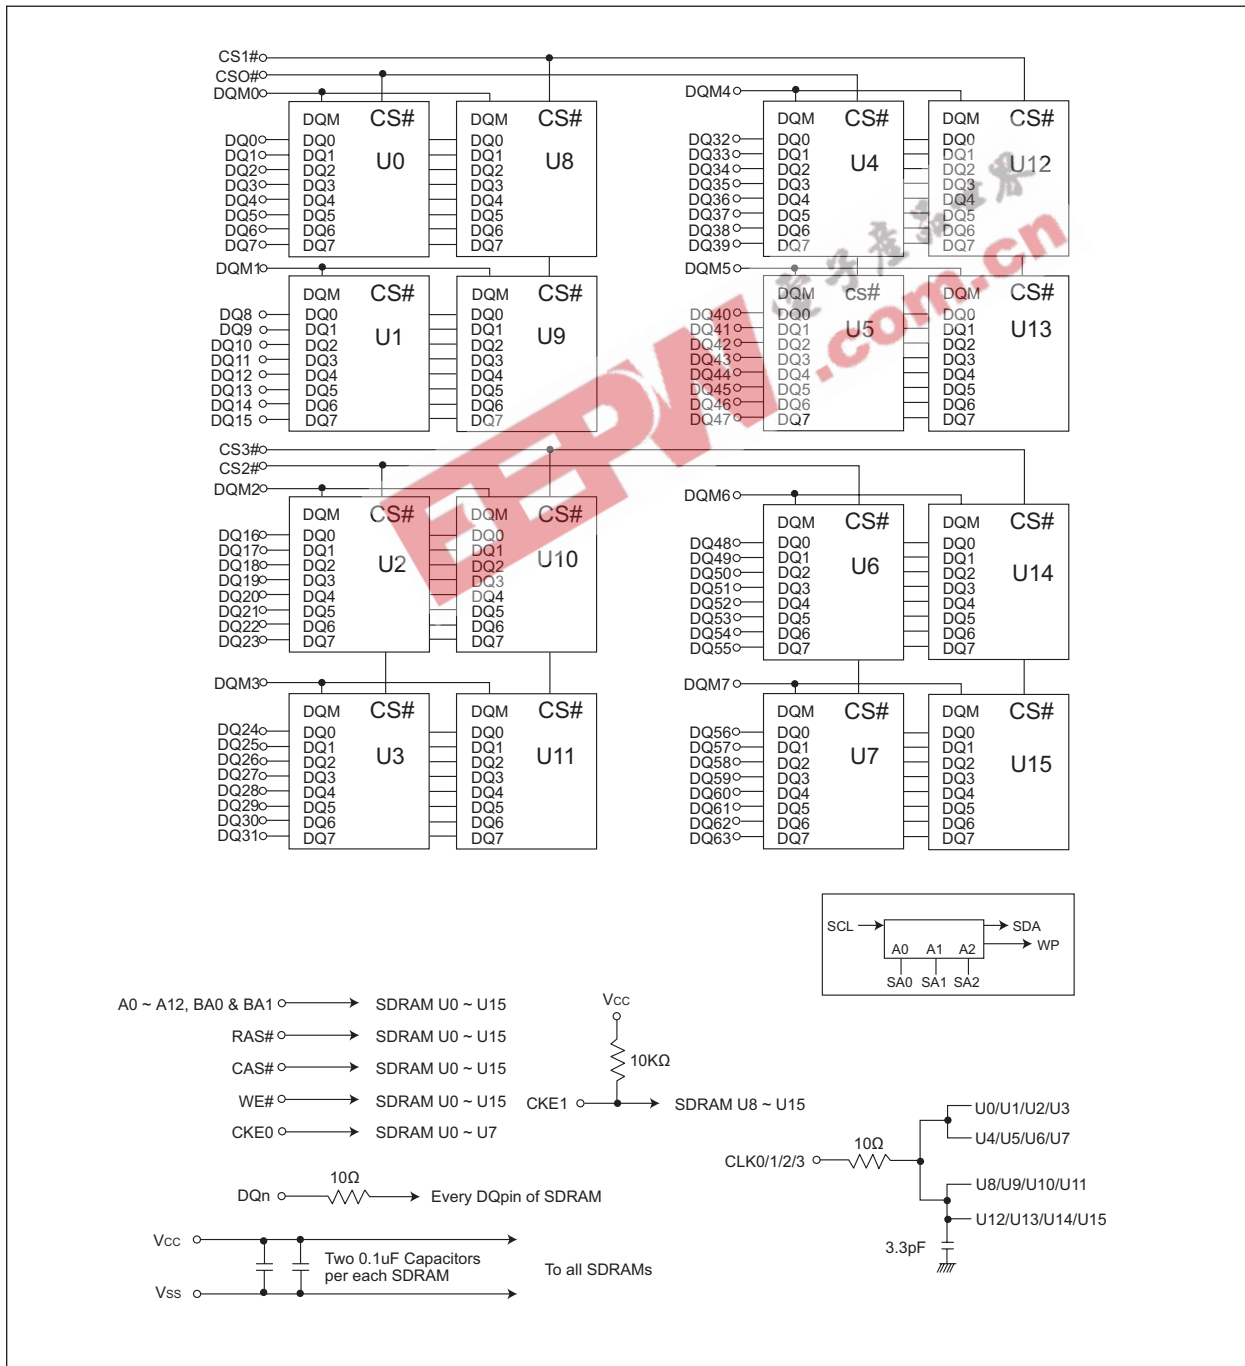 CS1#
CSO#
DQM0 DQM4
DQM CS# DQM CS# DQM CS# DQM CS#
U0 U8 U4 U12
DQ0 DQ0 DQ0 DQ32 DQ0 DQ0
DQ1 DQ1 DQ1 DQ33 DQ1 DQ1
DQ2 DQ2 DQ2 DQ34 DQ2 DQ2
DQ3 DQ3 DQ3 DQ35 DQ3 DQ3
DQ4 DQ4 DQ4 DQ36 DQ4 DQ4
DQ5 DQ5 DQ5 DQ37 DQ5 DQ5
DQ6 DQ6 DQ6 DQ38 DQ6 DQ6
DQ7 DQ7 DQ7 DQ39 DQ7 DQ7
DQM1 DQM5
DQM CS# DQM CS# DQM cs# DQM CS#
U1 U9 U5 U13
DQ8 DQ0 DQ0 DQ40 DQ0 DQ0
DQ9 DQ1 DQ1 DQ41 DQ1 DQ1
DQ10 DQ2 DQ2 DQ42 DQ2 DQ2
DQ11 DQ3 DQ3 DQ43 DQ3 DQ3
DQ12 DQ4 DQ4 DQ44 DQ4 DQ4
DQ13 DQ5 DQ5 DQ45 DQ5 DQ5
DQ14 DQ6 DQ6 DQ46 DQ6 DQ6
DQ15 DQ7 DQ7 DQ47 DQ7 DQ7
電子產品世界
EEPW.com.cn
CS3#
CS2#
DQM2 DQM6
DQM CS# DQM CS# DQM CS# DQM CS#
U2 U10 U6 U14
DQ16 DQ0 DQ0 DQ48 DQ0 DQ0
DQ17 DQ1 DQ1 DQ49 DQ1 DQ1
DQ18 DQ2 DQ2 DQ50 DQ2 DQ2
DQ19 DQ3 DQ3 DQ51 DQ3 DQ3
DQ20 DQ4 DQ4 DQ52 DQ4 DQ4
DQ21 DQ5 DQ5 DQ53 DQ5 DQ5
DQ22 DQ6 DQ6 DQ54 DQ6 DQ6
DQ23 DQ7 DQ7 DQ55 DQ7 DQ7
DQM3 DQM7
DQM CS# DQM CS# DQM CS# DQM CS#
U3 U11 U7 U15
DQ24 DQ0 DQ0 DQ56 DQ0 DQ0
DQ25 DQ1 DQ1 DQ57 DQ1 DQ1
DQ26 DQ2 DQ2 DQ58 DQ2 DQ2
DQ27 DQ3 DQ3 DQ59 DQ3 DQ3
DQ28 DQ4 DQ4 DQ60 DQ4 DQ4
DQ29 DQ5 DQ5 DQ61 DQ5 DQ5
DQ30 DQ6 DQ6 DQ62 DQ6 DQ6
DQ31 DQ7 DQ7 DQ63 DQ7 DQ7
SCL SDA
WP
A0 A1 A2
SA0 SA1 SA2
A0 ~ A12, BA0 & BA1 SDRAM U0 ~ U15
RAS# SDRAM U0 ~ U15
CAS# SDRAM U0 ~ U15
WE# SDRAM U0 ~ U15
CKE0 SDRAM U0 ~ U7
Vcc
10KΩ
CKE1 SDRAM U8 ~ U15
CLK0/1/2/3 10Ω
U0/U1/U2/U3
U4/U5/U6/U7
U8/U9/U10/U11
U12/U13/U14/U15
3.3pF
10Ω
DQn Every DQpin of SDRAM
Vcc
Two 0.1uF Capacitors
per each SDRAM
To all SDRAMs
Vss